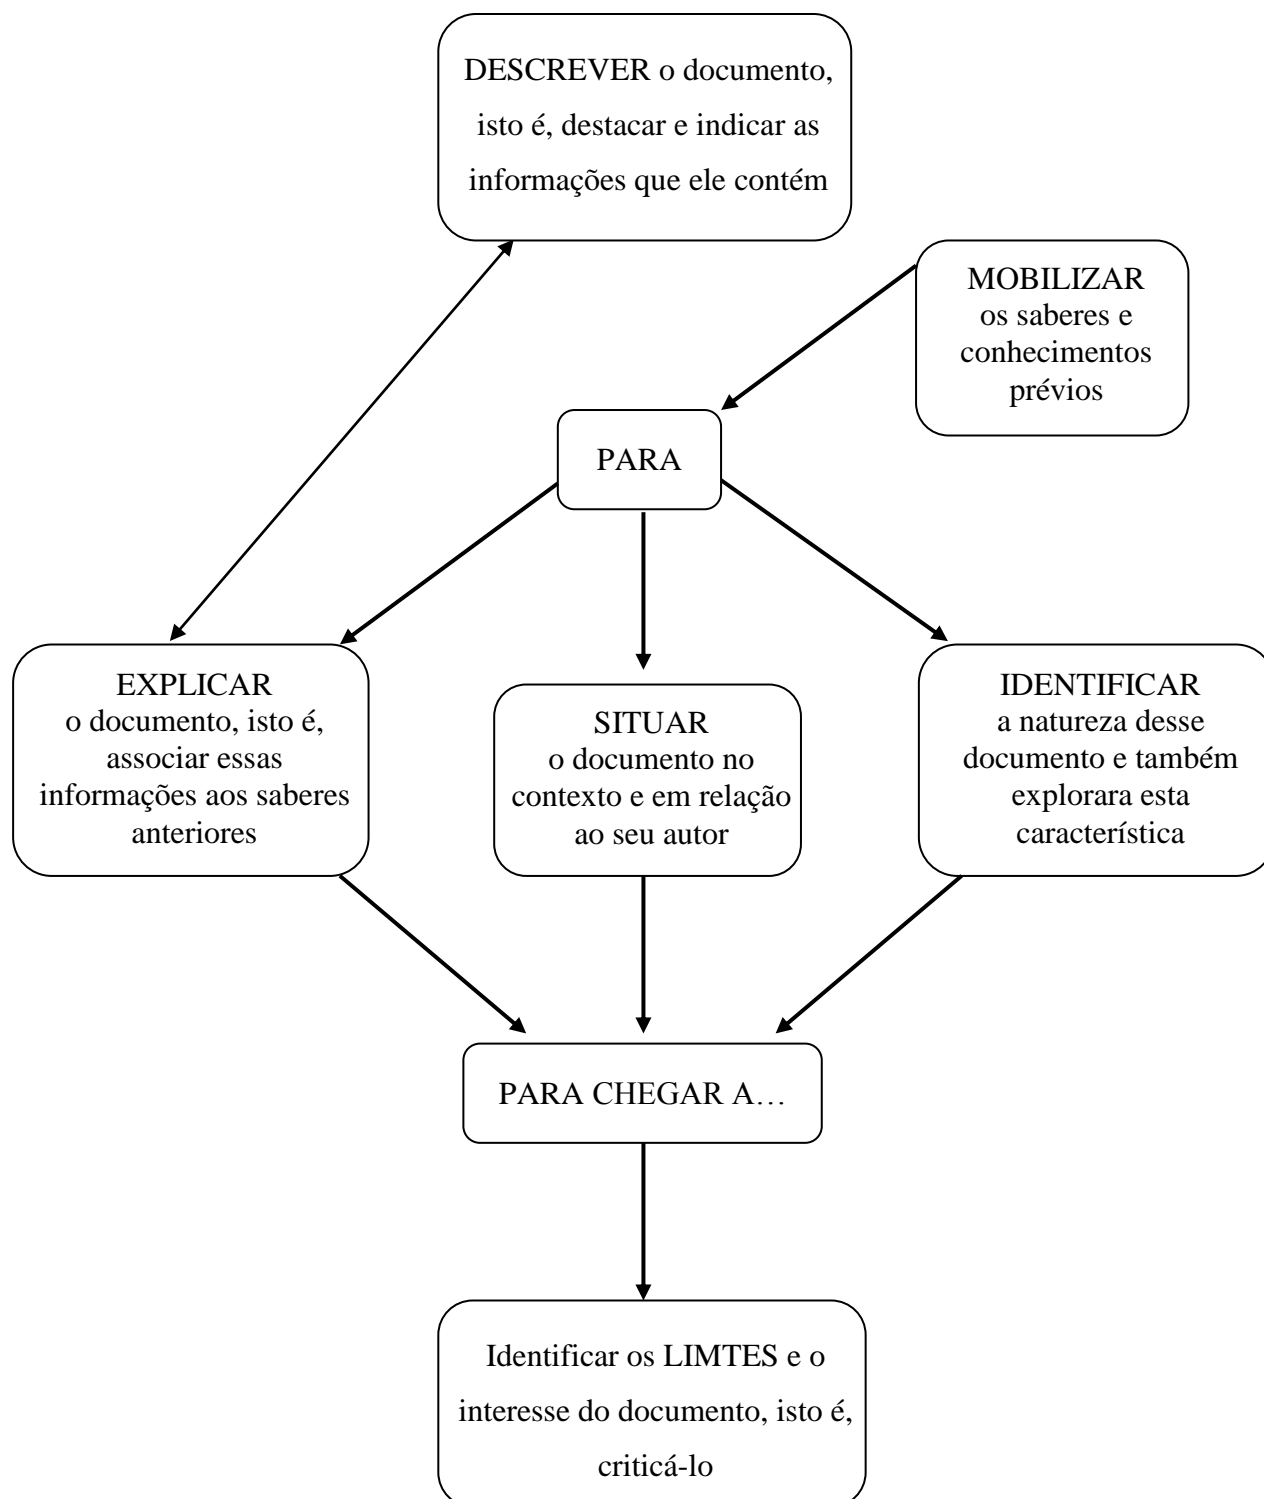 DESCREVER o documento,
isto é, destacar e indicar as
informações que ele contém
MOBILIZAR
os saberes e
conhecimentos
prévios
PARA
EXPLICAR
o documento, isto é,
associar essas
informações aos saberes
anteriores
SITUAR
o documento no
contexto e em relação
ao seu autor
IDENTIFICAR
a natureza desse
documento e também
explorara esta
característica
PARA CHEGAR A…
Identificar os LIMTES e o
interesse do documento, isto é,
criticá-lo